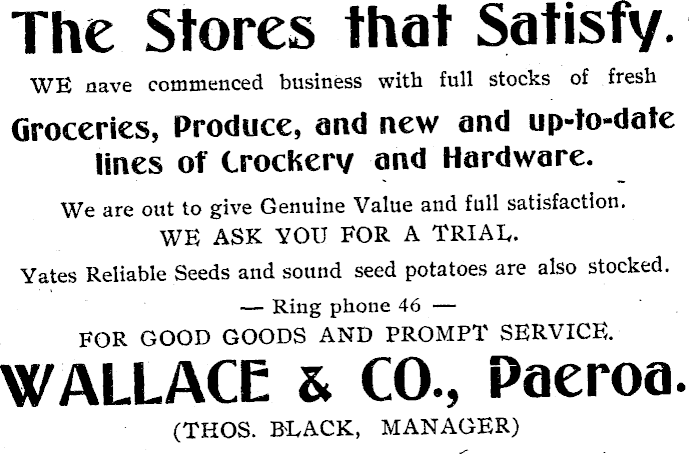 The Stores that Satisfy.
WE have commenced business with full stocks of fresh
Groceries, Produce, and new and up-to-date
lines of Crockery and Hardware.
We are out to give Genuine Value and full satisfaction.
WE ASK YOU FOR A TRIAL.
Yates Reliable Seeds and sound seed potatoes are also stocked.
— Ring phone 46 —
FOR GOOD GOODS AND PROMPT SERVICE.
WALLACE & CO., Paeroa.
(THOS. BLACK, MANAGER)